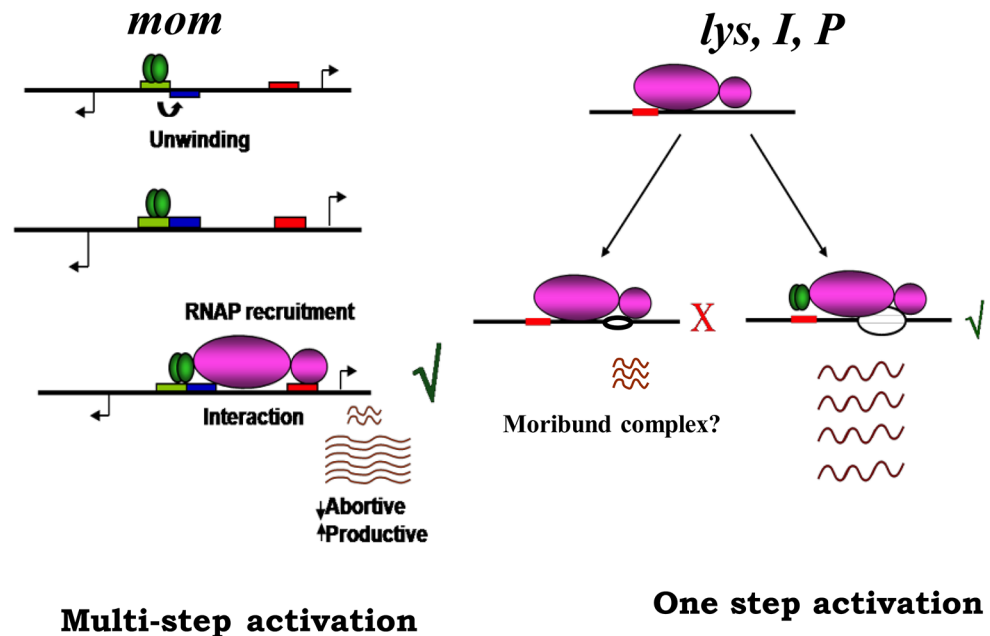 mom
Unwinding
RNAP recruitment
Interaction
↓Abortive
↑Productive
Multi-step activation
lys, I, P
X
√
Moribund complex?
√
One step activation